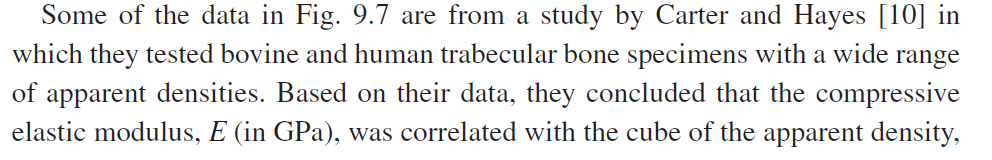 Some of the data in Fig. 9.7 are from a study by Carter and Hayes [10] in
which they tested bovine and human trabecular bone specimens with a wide range
of apparent densities. Based on their data, they concluded that the compressive
elastic modulus, E (in GPa), was correlated with the cube of the apparent density,